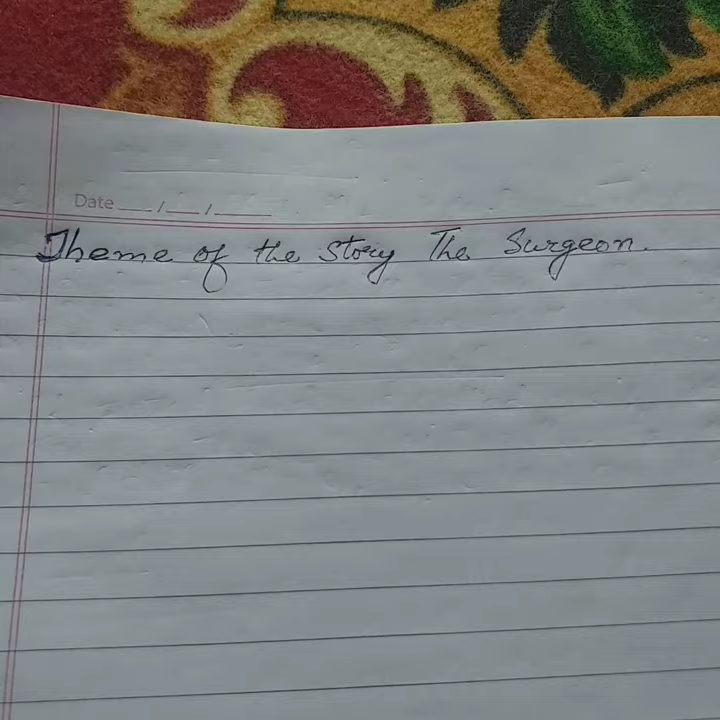 Date __/__/____
Theme of the story The Surgeon.